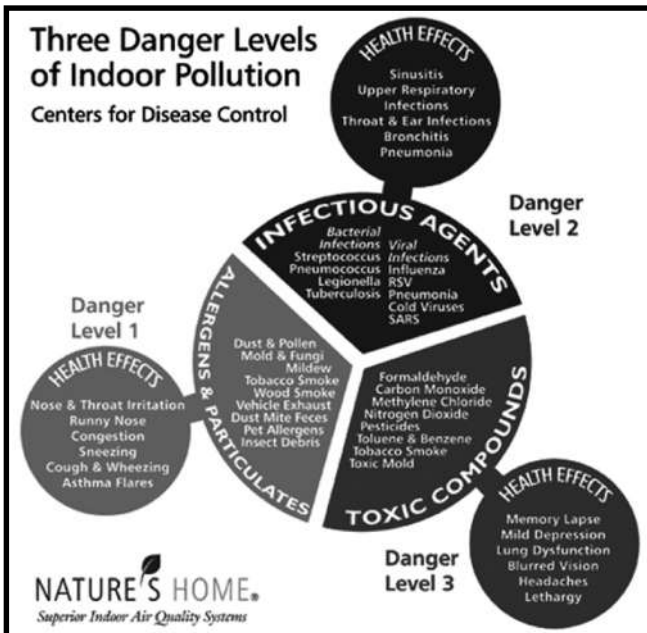 Three Danger Levels
of Indoor Pollution
Centers for Disease Control
HEALTH EFFECTS
Sinusitis
Upper Respiratory
Infections
Throat & Ear Infections
Bronchitis
Pneumonia
Danger
Level 2
INFECTIOUS AGENTS
Bacterial
Infections
Streptococcus
Pneumococcus
Legionella
Tuberculosis
Viral
Infections
Influenza
RSV
Pneumonia
Cold Viruses
SARS
Danger
Level 1
HEALTH EFFECTS
Nose & Throat Irritation
Runny Nose
Congestion
Sneezing
Cough & Wheezing
Asthma Flares
ALLERGENS & PARTICULATES
Dust & Pollen
Mold & Fungi
Mildew
Tobacco Smoke
Wood Smoke
Vehicle Exhaust
Dust Mite Feces
Pet Allergens
Insect Debris
Formaldehyde
Carbon Monoxide
Methylene Chloride
Nitrogen Dioxide
Pesticides
Toluene & Benzene
Tobacco Smoke
Toxic Mold
TOXIC COMPOUNDS
Danger
Level 3
HEALTH EFFECTS
Memory Lapse
Mild Depression
Lung Dysfunction
Blurred Vision
Headaches
Lethargy
NATURE'S HOME®
Superior Indoor Air Quality Systems